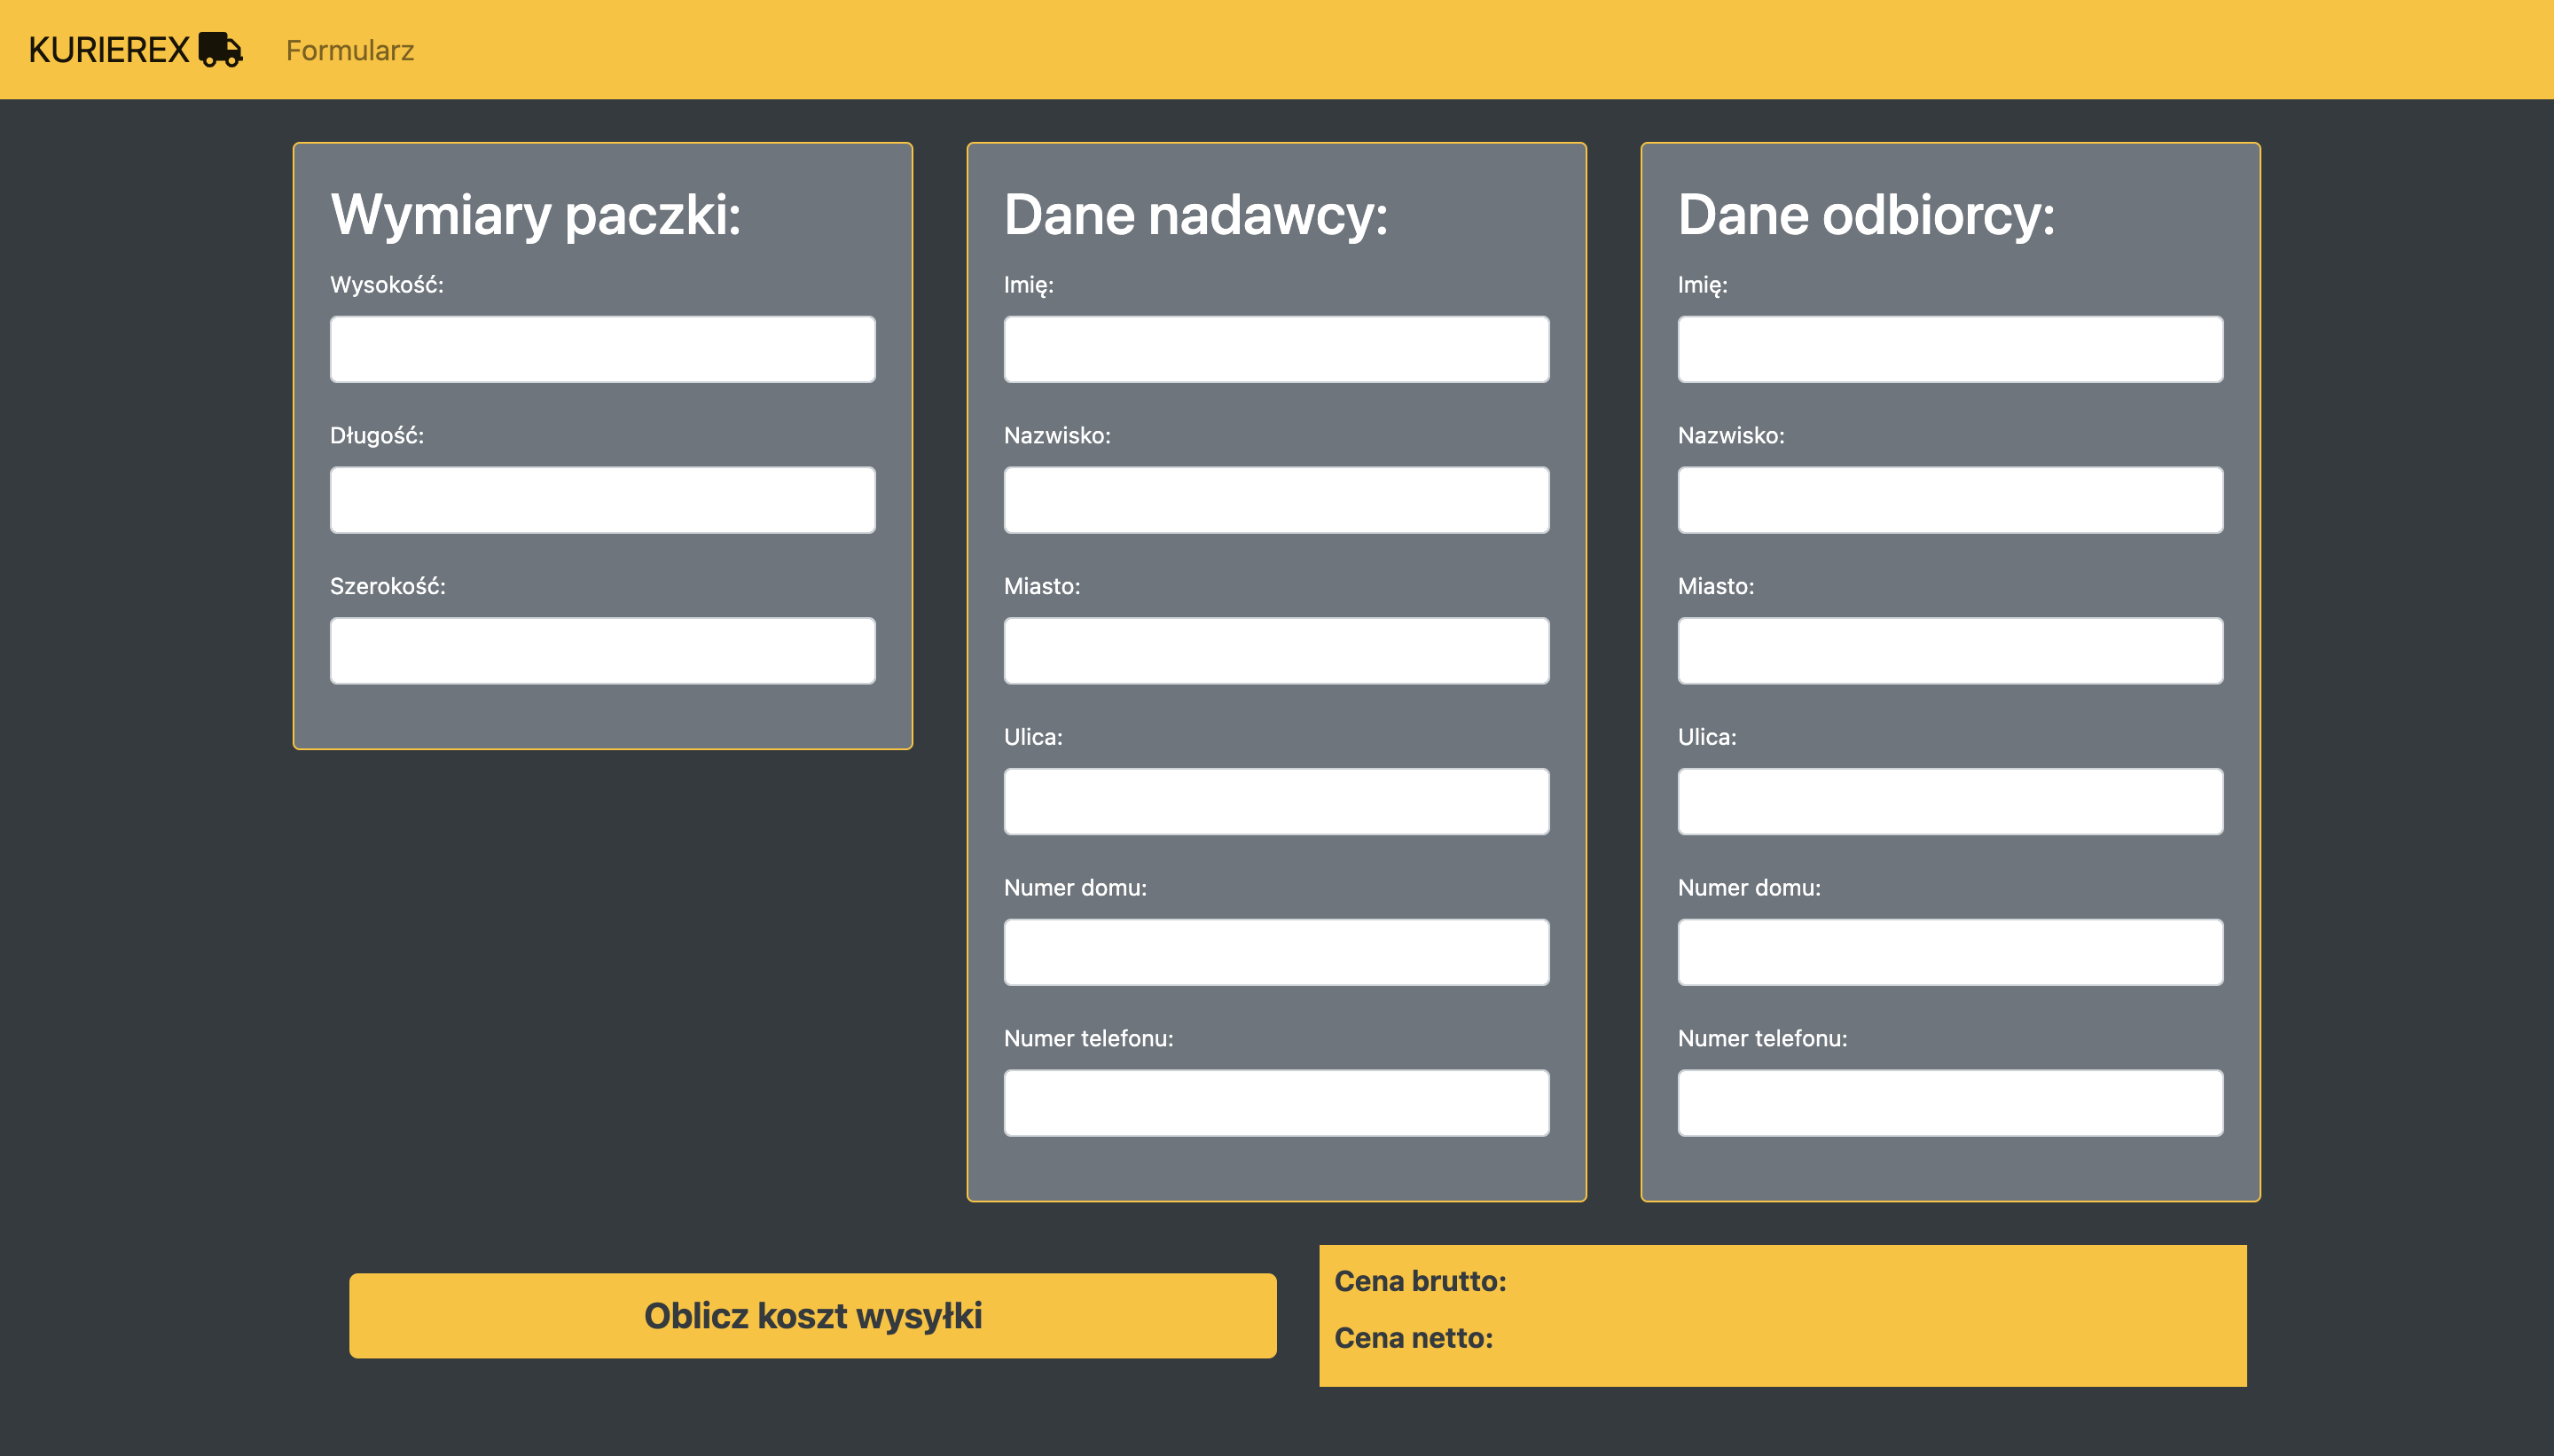 KURIEREX
Formularz
Wymiary paczki:
Wysokość:
Długość:
Szerokość:
Dane nadawcy:
Imię:
Nazwisko:
Miasto:
Ulica:
Numer domu:
Numer telefonu:
Dane odbiorcy:
Imię:
Nazwisko:
Miasto:
Ulica:
Numer domu:
Numer telefonu:
Oblicz koszt wysyłki
Cena brutto:
Cena netto: